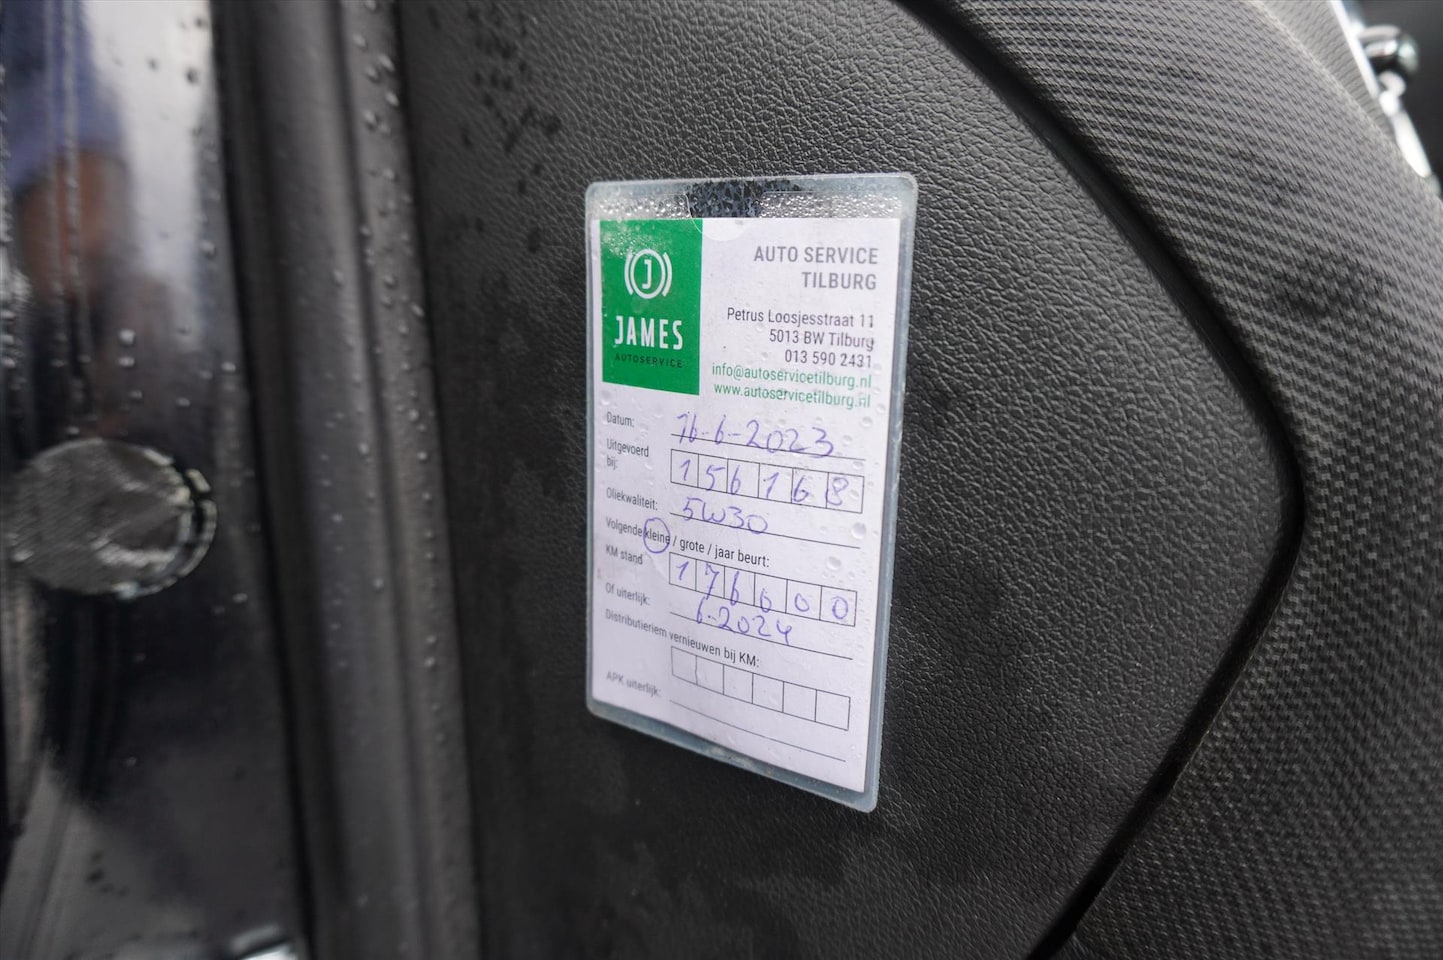 J
JAMES
AUTOSERVICE
AUTO SERVICE
TILBURG
Petrus Loosjesstraat 11
5013 BW Tilburg
013 590 2431
info@autoservicetilburg.nl
www.autoservicetilburg.nl
Datum: 16-6-2023
Uitgevoerd
bij: 156168
Oliekwaliteit: 5W30
Volgende kleine / grote / jaar beurt:
KM stand 176000
Of uiterlijk: 6-2024
Distributieriem vernieuwen bij KM:
APK uiterlijk: